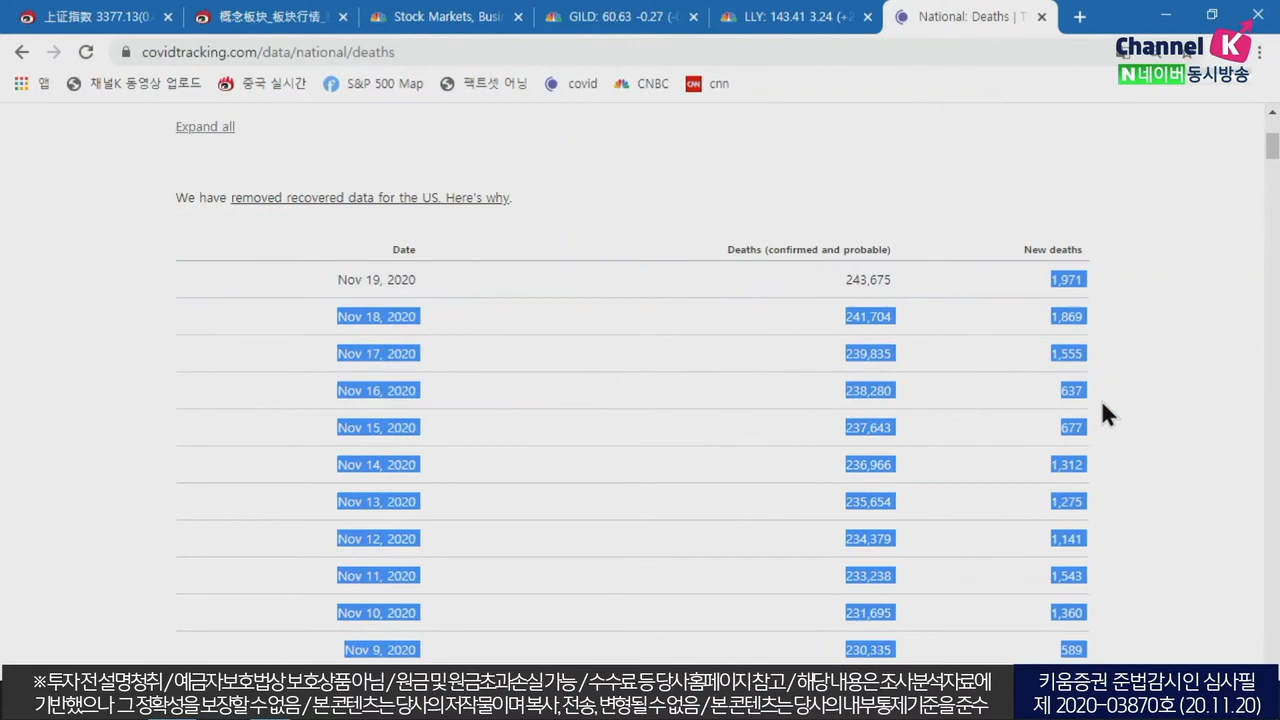 上证指数 3377.13(0.
概念板块_板块行情_
Stock Markets, Busi
GILD: 60.63 -0.27 (-
LLY: 143.41 3.24 (+2
National: Deaths | T
covidtracking.com/data/national/deaths
Channel K
N네이버동시방송
앱
채널K 동영상 업로드
중국 실시간
S&P 500 Map
팩트셋 어닝
covid
CNBC
CNN
cnn
Expand all
We have removed recovered data for the US. Here's why.
Date Deaths (confirmed and probable) New deaths
Nov 19, 2020 243,675 1,971
Nov 18, 2020 241,704 1,869
Nov 17, 2020 239,835 1,555
Nov 16, 2020 238,280 637
Nov 15, 2020 237,643 677
Nov 14, 2020 236,966 1,312
Nov 13, 2020 235,654 1,275
Nov 12, 2020 234,379 1,141
Nov 11, 2020 233,238 1,543
Nov 10, 2020 231,695 1,360
Nov 9, 2020 230,335 589
※ 투자 전 설명청취 / 예금자보호법상 보호상품 아님 / 원금 및 원금초과손실 가능 / 수수료 등 당사홈페이지 참고 / 해당 내용은 조사분석자료에
기반했으나 그 정확성을 보장할 수 없음 / 본 콘텐츠는 당사의 저작물이며 복사, 전송, 변형될 수 없음 / 본 콘텐츠는 당사의 내부통제기준을 준수
키움증권 준법감시인 심사필
제 2020-03870호 (20.11.20)